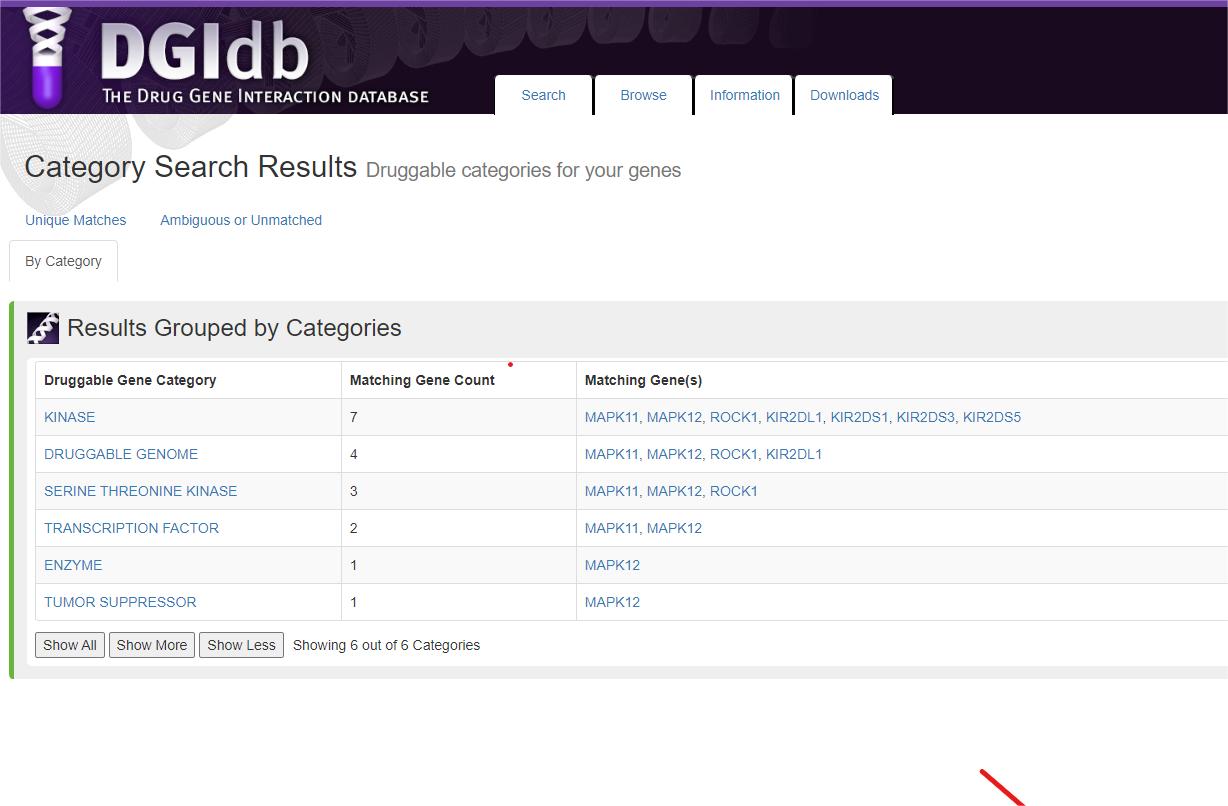 DGIdb
THE DRUG GENE INTERACTION DATABASE
Search Browse Information Downloads
Category Search Results Druggable categories for your genes
Unique Matches Ambiguous or Unmatched
By Category
Results Grouped by Categories
Druggable Gene Category Matching Gene Count Matching Gene(s)
KINASE 7 MAPK11, MAPK12, ROCK1, KIR2DL1, KIR2DS1, KIR2DS3, KIR2DS5
DRUGGABLE GENOME 4 MAPK11, MAPK12, ROCK1, KIR2DL1
SERINE THREONINE KINASE 3 MAPK11, MAPK12, ROCK1
TRANSCRIPTION FACTOR 2 MAPK11, MAPK12
ENZYME 1 MAPK12
TUMOR SUPPRESSOR 1 MAPK12
Show All Show More Show Less Showing 6 out of 6 Categories